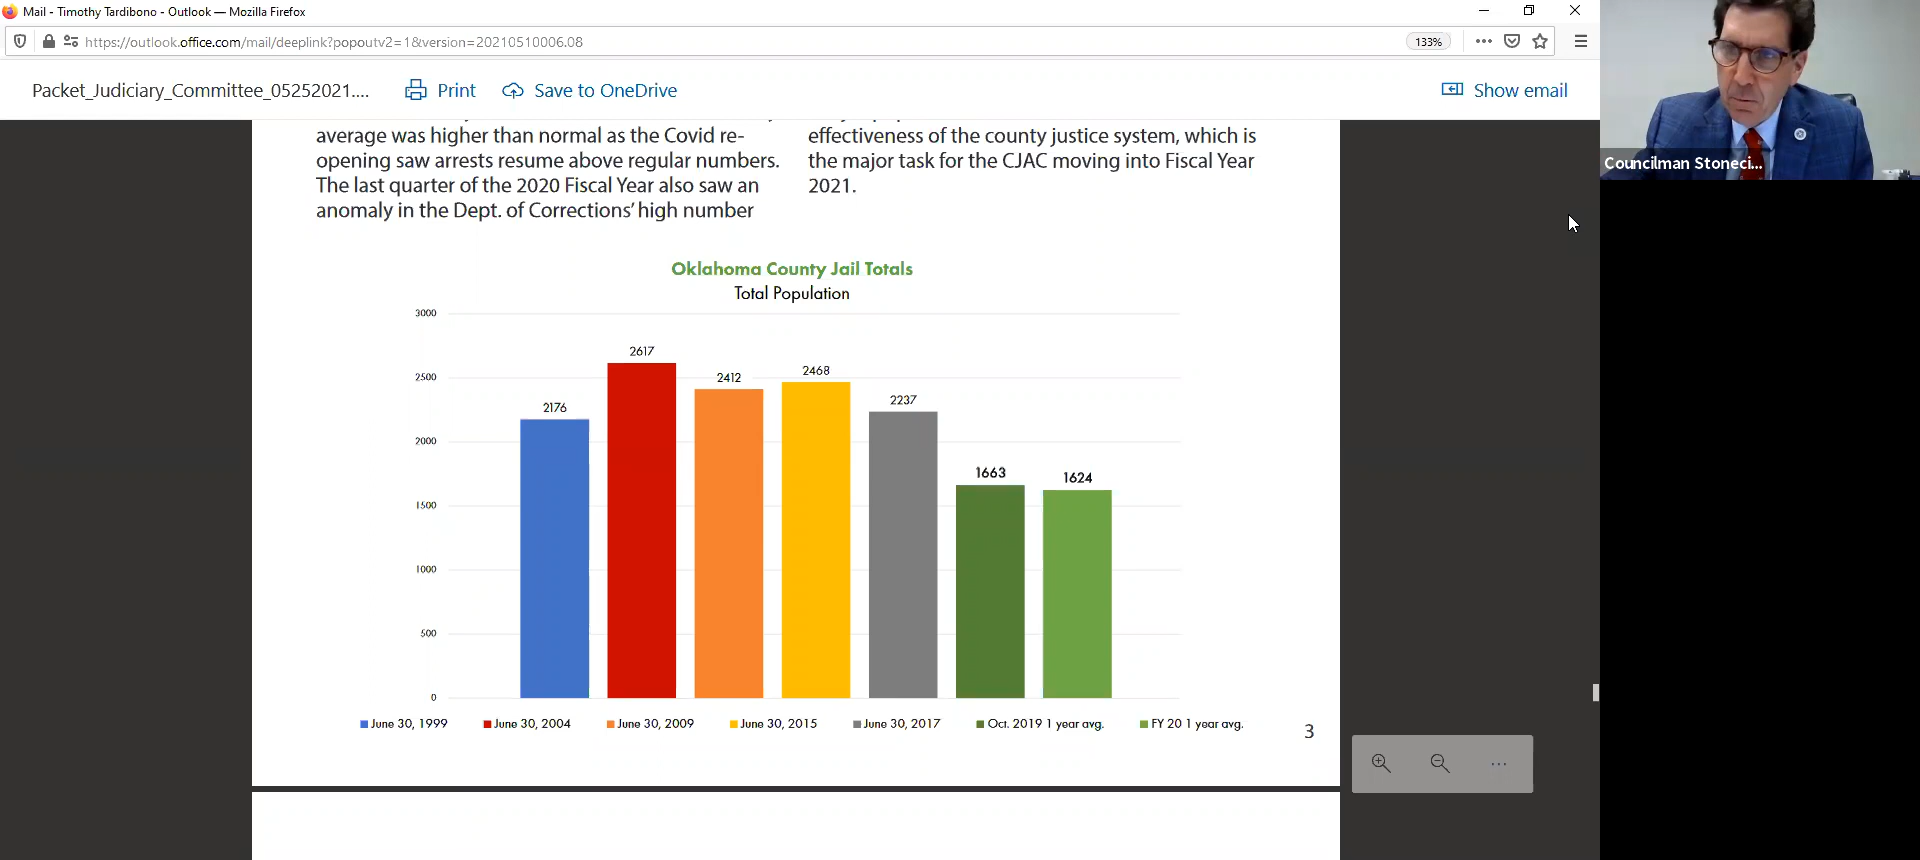 Mail - Timothy Tardibono - Outlook — Mozilla Firefox
https://outlook.office.com/mail/deeplink?popoutv2=1&version=20210510006.08
133%
Packet_Judiciary_Committee_05252021....
Print
Save to OneDrive
Show email
Councilman Stoneci...
average was higher than normal as the Covid re-
opening saw arrests resume above regular numbers.
The last quarter of the 2020 Fiscal Year also saw an
anomaly in the Dept. of Corrections' high number
effectiveness of the county justice system, which is
the major task for the CJAC moving into Fiscal Year
2021.
Oklahoma County Jail Totals
Total Population
3000
2500
2000
1500
1000
500
0
2176
2617
2412
2468
2237
1663
1624
June 30, 1999
June 30, 2004
June 30, 2009
June 30, 2015
June 30, 2017
Oct. 2019 1 year avg.
FY 20 1 year avg.
3